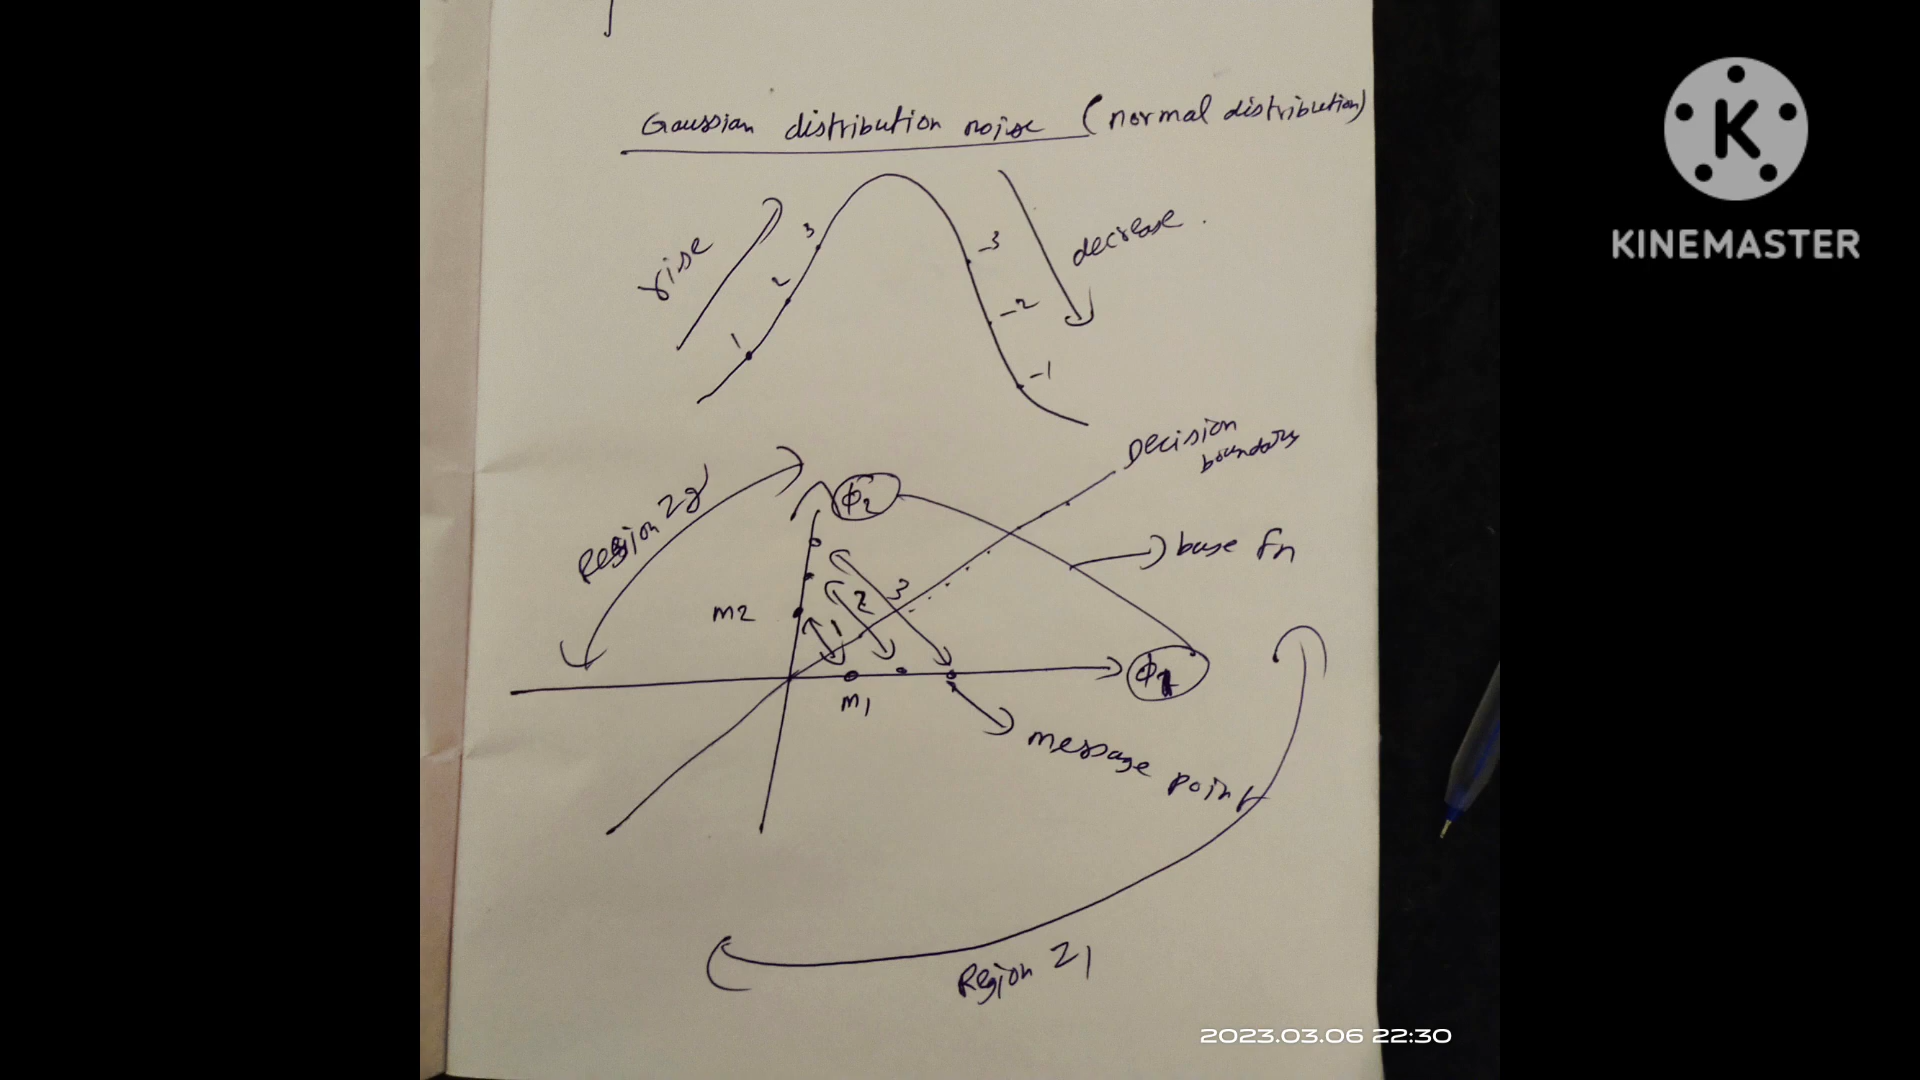 Gaussian distribution noise (normal distribution)
rise
3
2
1
-3
-2
-1
decrease
Decision
boundary
Region Z2
Φ2
base fn
m2
3
2
1
Φ1
m1
message point
Region Z1
K
KINEMASTER
2023.03.06 22:30